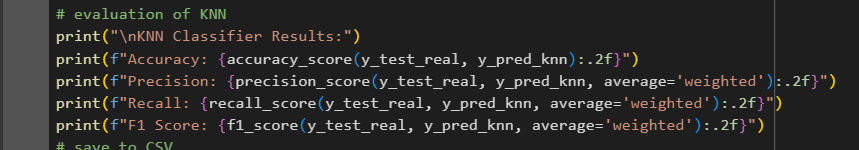 # evaluation of KNN
print("\nKNN Classifier Results:")
print(f"Accuracy: {accuracy_score(y_test_real, y_pred_knn):.2f}")
print(f"Precision: {precision_score(y_test_real, y_pred_knn, average='weighted'):.2f}")
print(f"Recall: {recall_score(y_test_real, y_pred_knn, average='weighted'):.2f}")
print(f"F1 Score: {f1_score(y_test_real, y_pred_knn, average='weighted'):.2f}")
# save to CSV